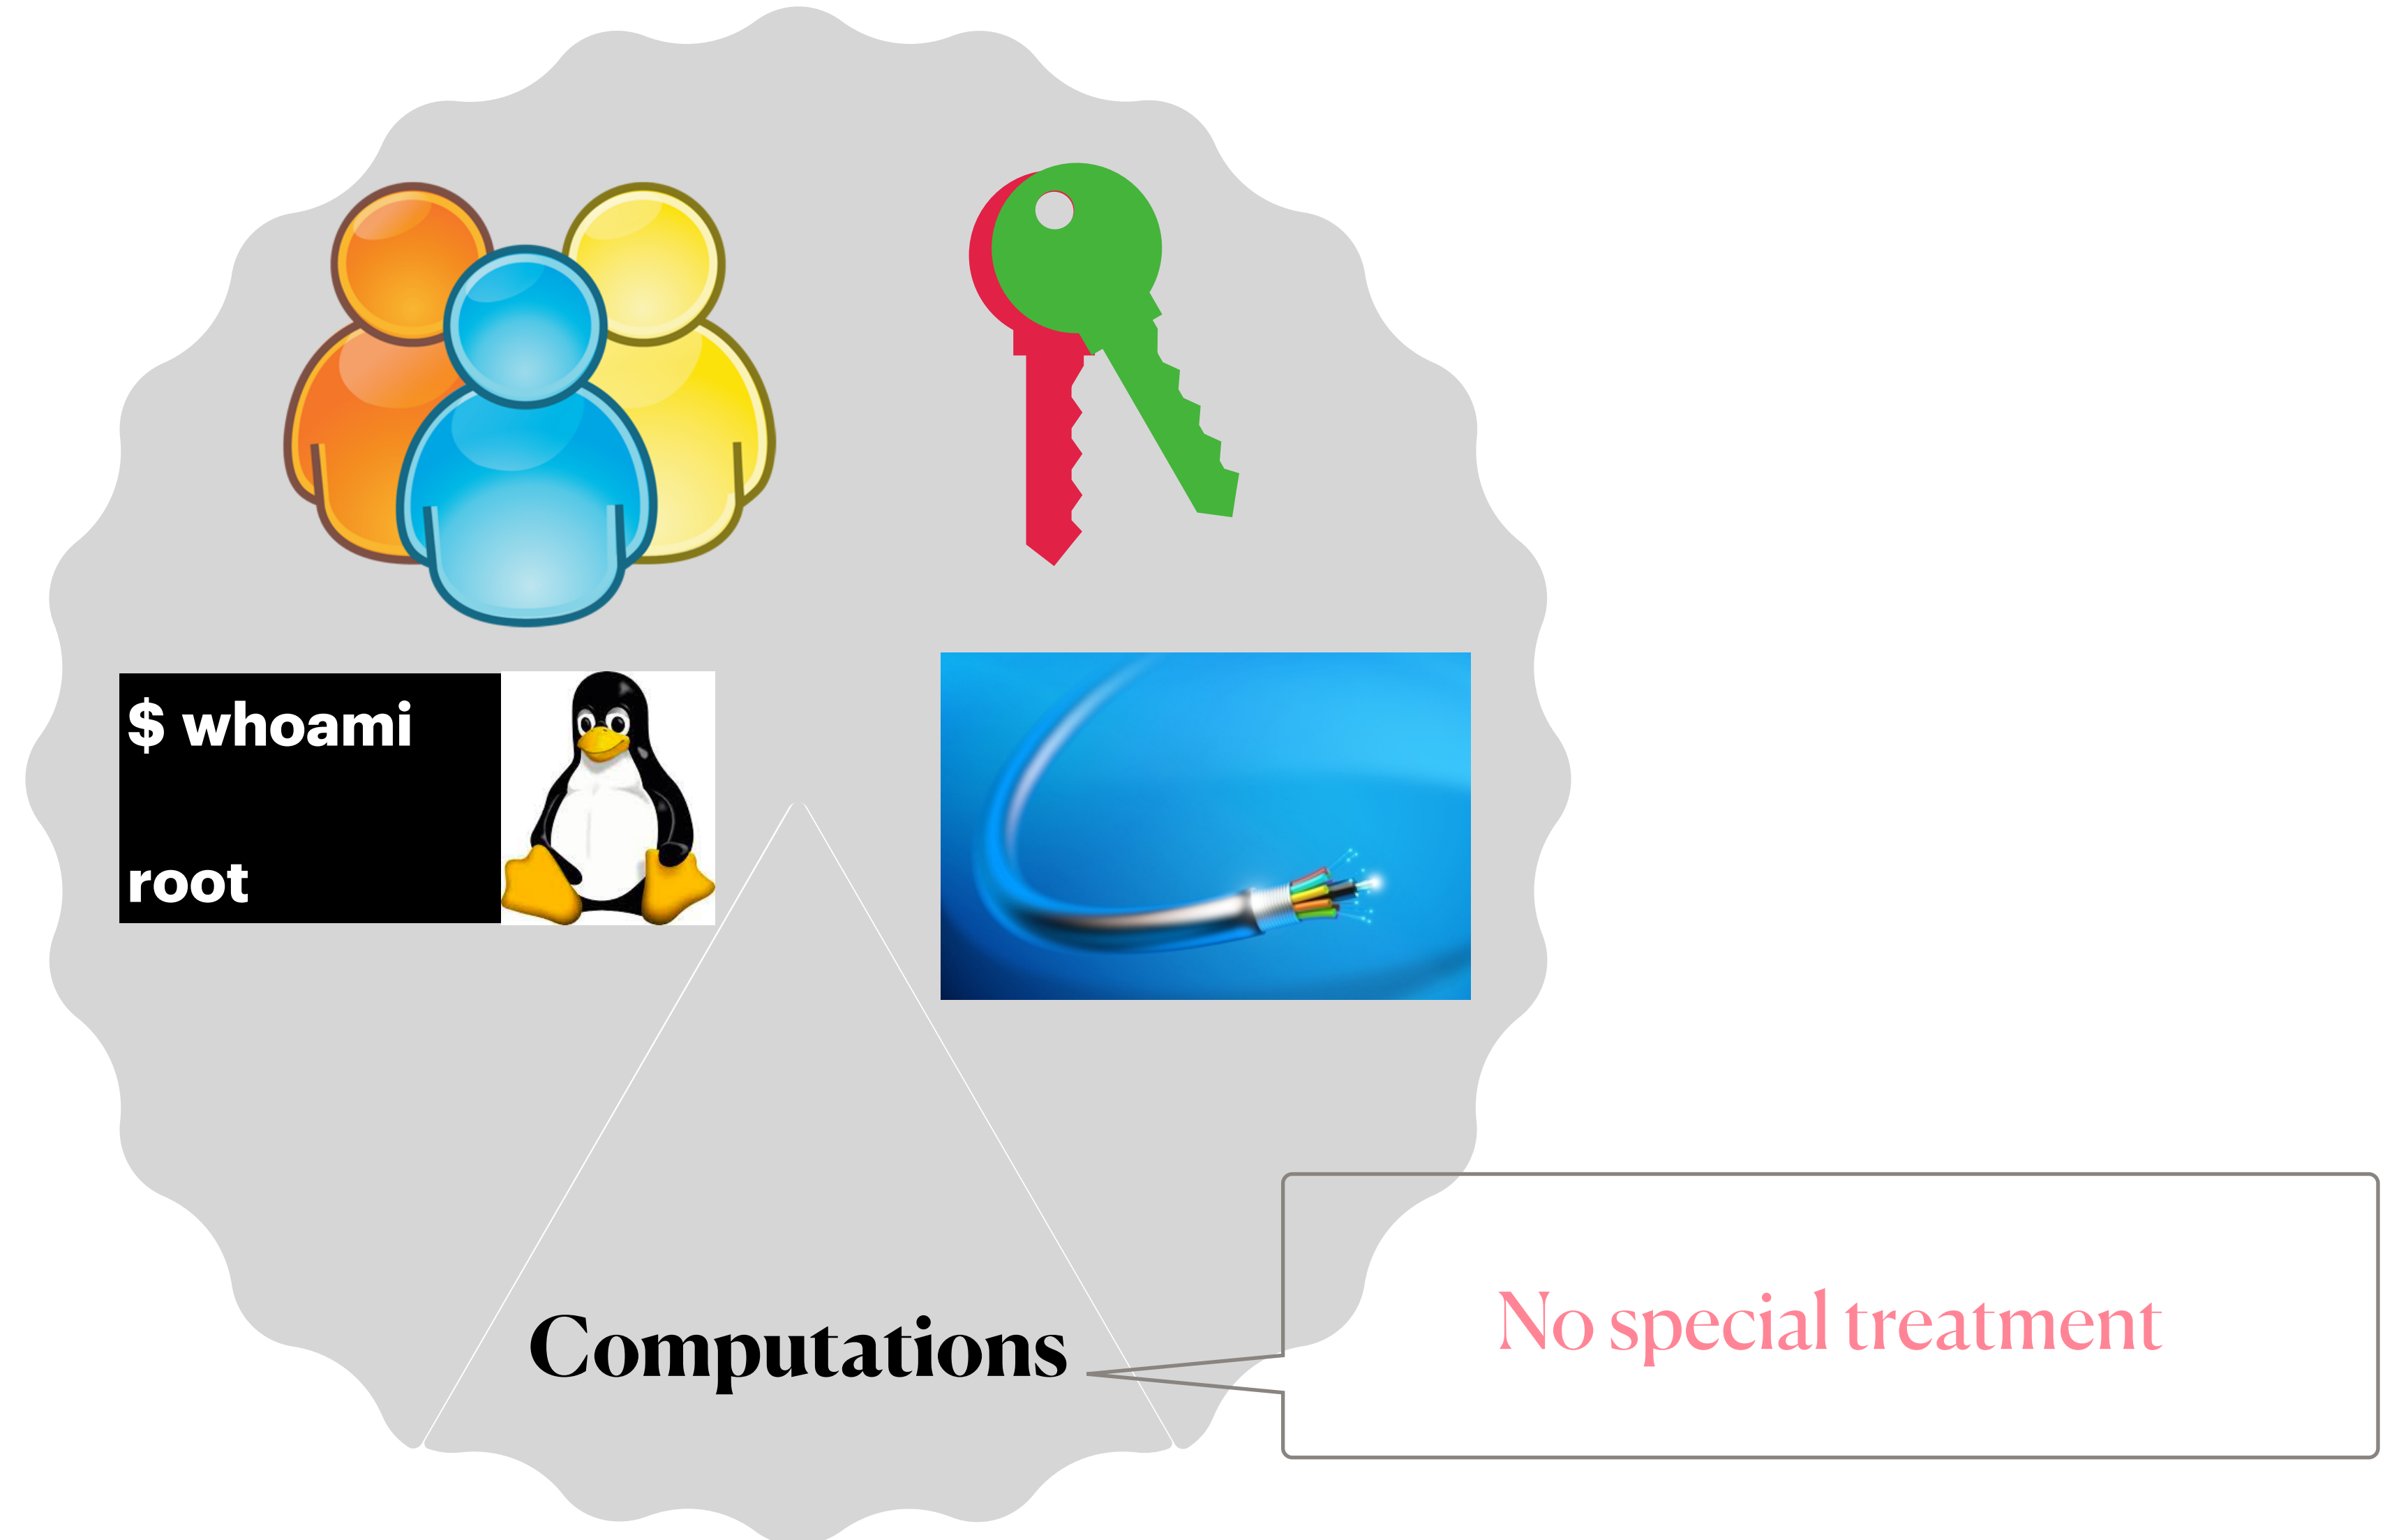 $ whoami
root
Computations
No special treatment